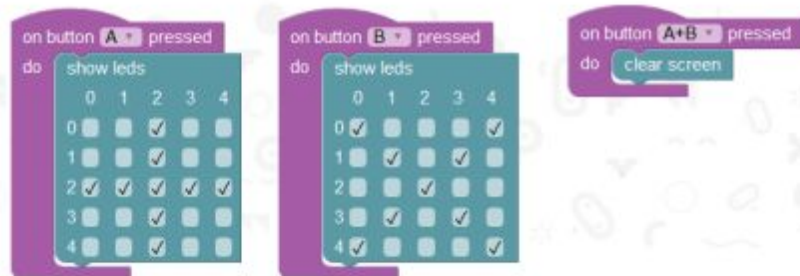 on button A pressed
do show leds
0 1 2 3 4
0
1
2
3
4
on button B pressed
do show leds
0 1 2 3 4
0
1
2
3
4
on button A+B pressed
do clear screen